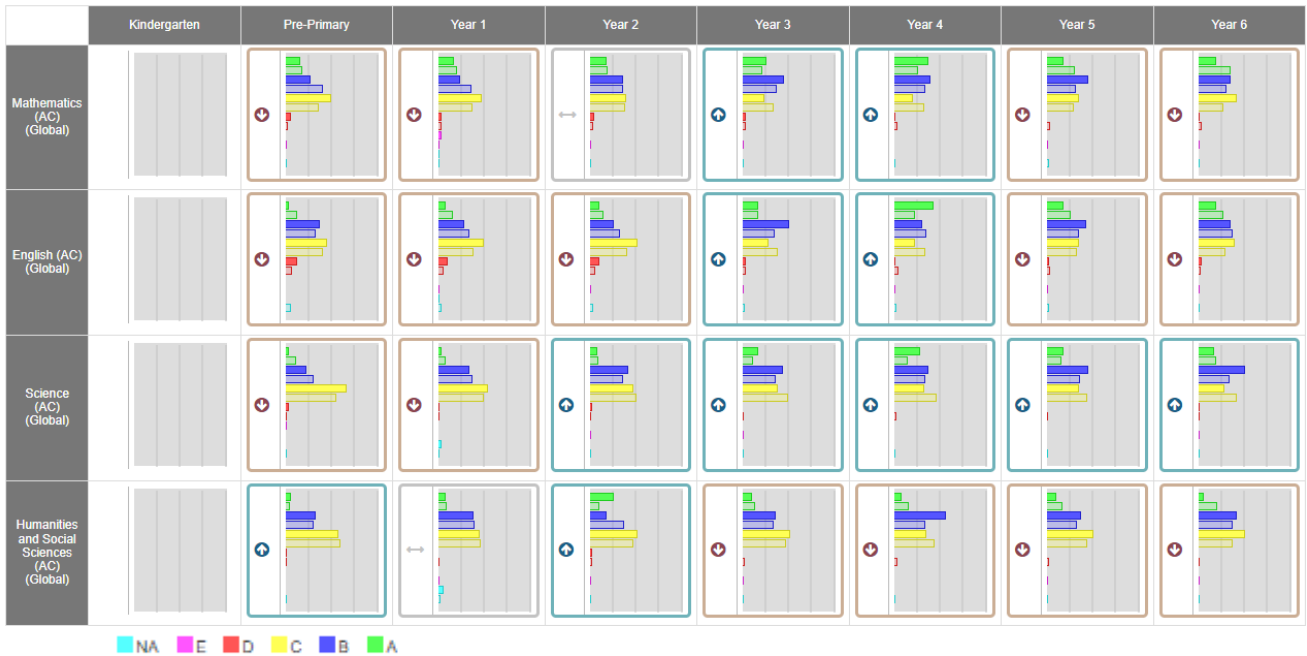 Kindergarten Pre-Primary Year 1 Year 2 Year 3 Year 4 Year 5 Year 6
Mathematics
(AC)
(Global)
English (AC)
(Global)
Science
(AC)
(Global)
Humanities
and Social
Sciences
(AC)
(Global)
NA E D C B A